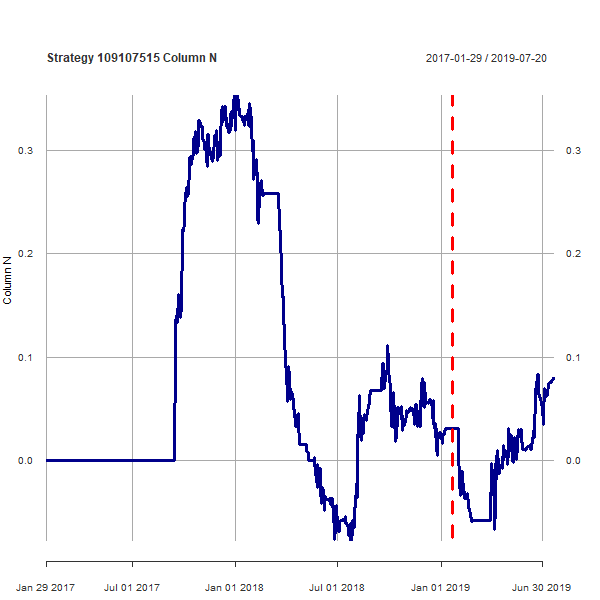 Strategy 109107515 Column N
2017-01-29 / 2019-07-20
0.3
0.3
0.2
0.2
Column N
0.1
0.1
0.0
0.0
Jan 29 2017
Jul 01 2017
Jan 01 2018
Jul 01 2018
Jan 01 2019
Jun 30 2019